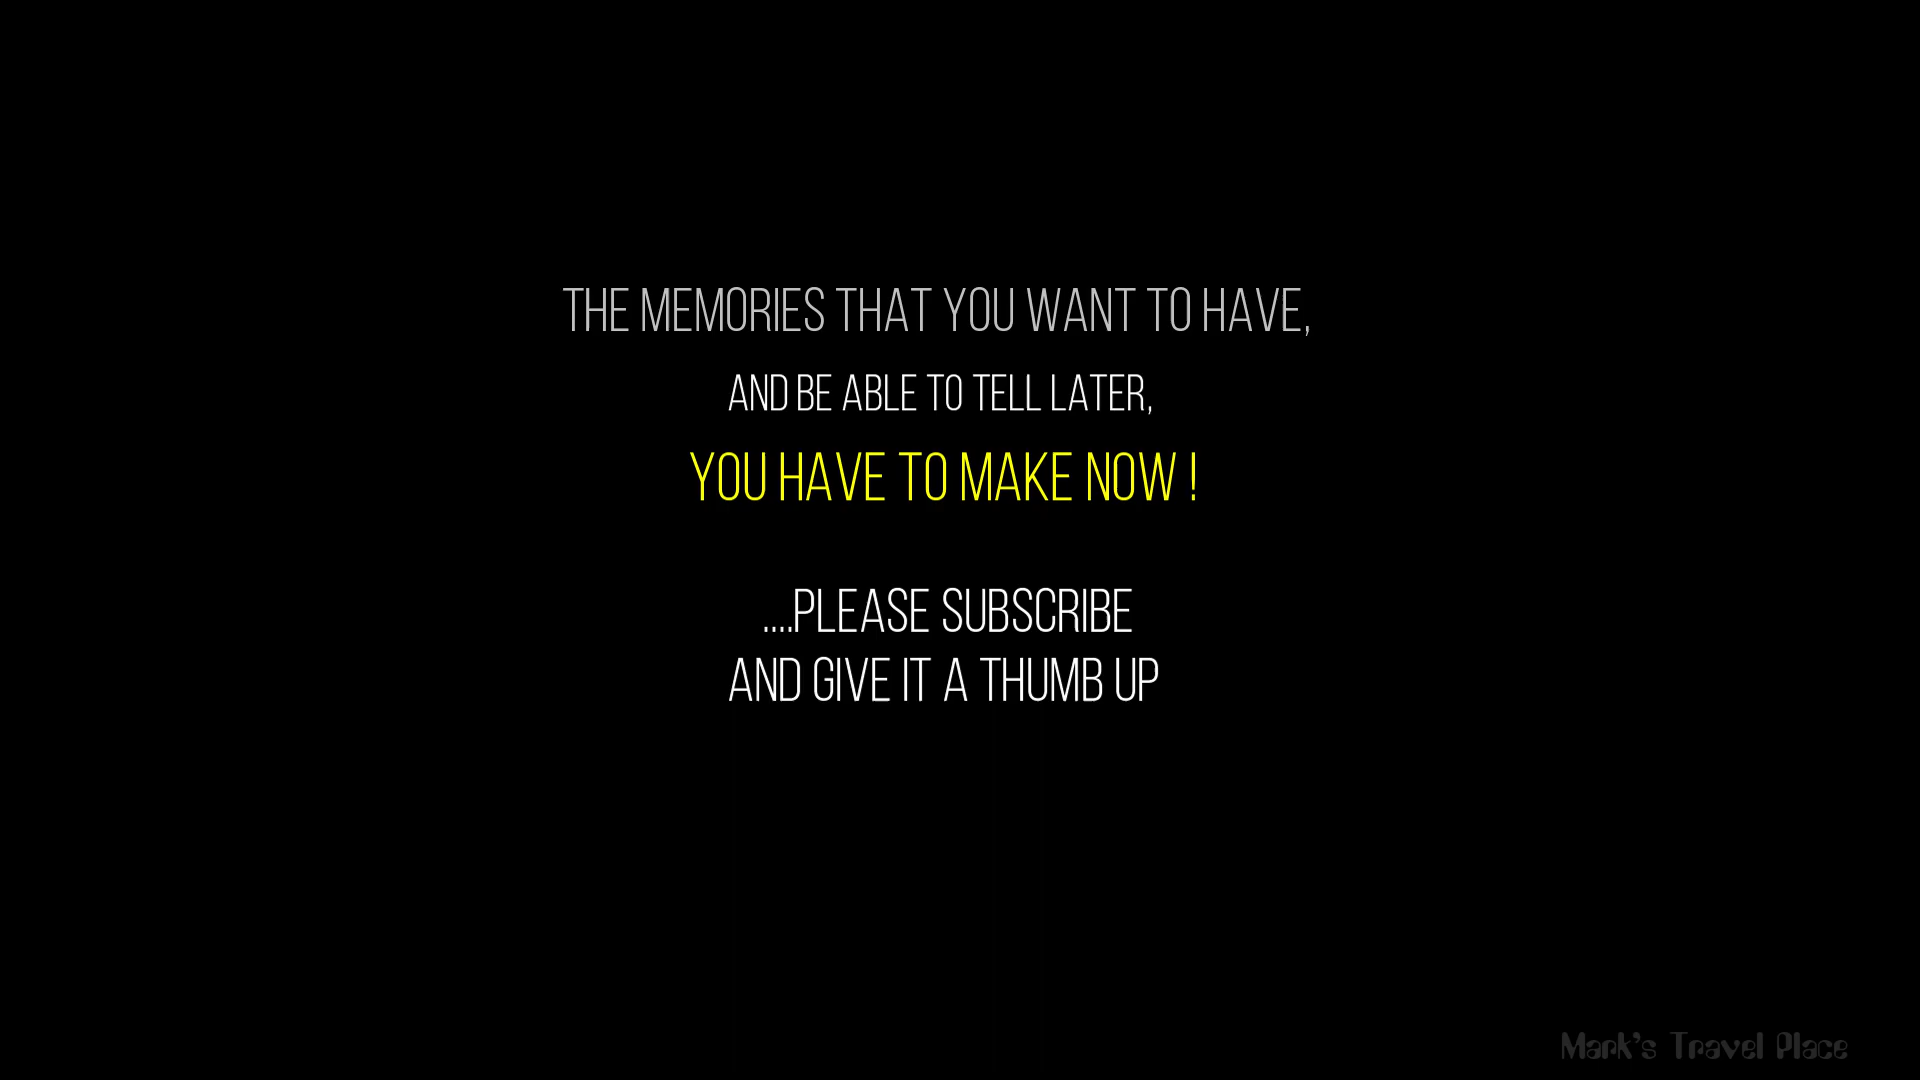 THE MEMORIES THAT YOU WANT TO HAVE,
AND BE ABLE TO TELL LATER,
YOU HAVE TO MAKE NOW !
....PLEASE SUBSCRIBE
AND GIVE IT A THUMB UP
Mark's Travel Place